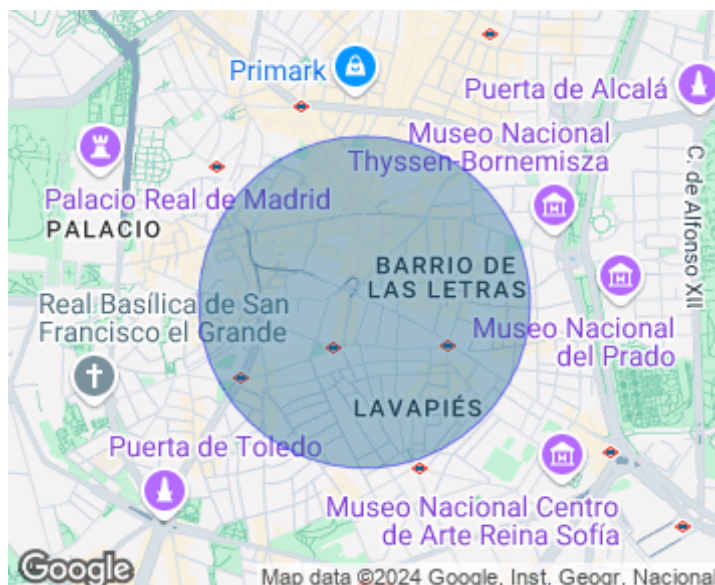 Primark
Puerta de Alcalá
Museo Nacional
Thyssen-Bornemisza
C. de Alfonso XII
Palacio Real de Madrid
PALACIO
BARRIO DE
LAS LETRAS
Real Basílica de San
Francisco el Grande
Museo Nacional
del Prado
LAVAPIÉS
Puerta de Toledo
Museo Nacional Centro
de Arte Reina Sofía
Google
Map data ©2024 Google, Inst. Geogr. Nacional